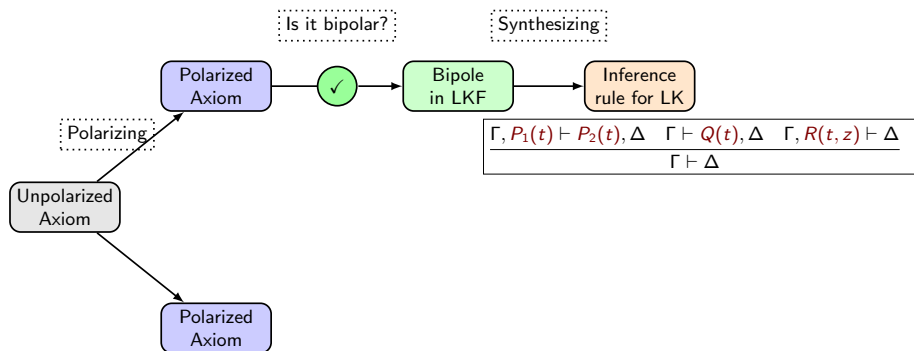 Is it bipolar?
Synthesizing
Polarized
Axiom
✓
Bipole
in LKF
Inference
rule for LK
Polarizing
Γ, P₁(t) ⊢ P₂(t), Δ   Γ ⊢ Q(t), Δ   Γ, R(t, z) ⊢ Δ
Γ ⊢ Δ
Unpolarized
Axiom
Polarized
Axiom